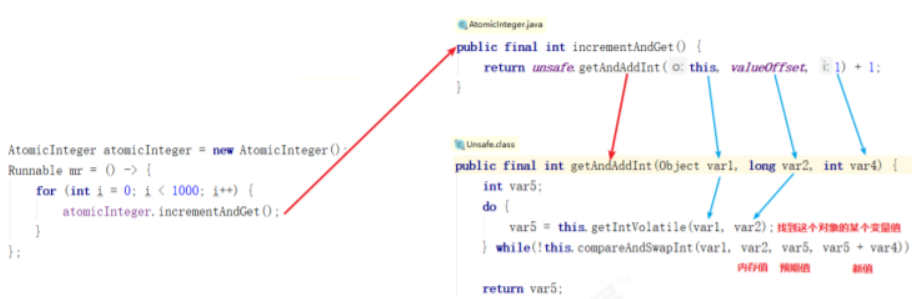 AtomicInteger atomicInteger = new AtomicInteger();
Runnable mr = () -> {
for (int i = 0; i < 1000; i++) {
atomicInteger.incrementAndGet();
}
};
AtomicInteger.java
public final int incrementAndGet() {
return unsafe.getAndAddInt( o: this, valueOffset, i: 1) + 1;
}
Unsafe.class
public final int getAndAddInt(Object var1, long var2, int var4) {
int var5;
do {
var5 = this.getIntVolatile(var1, var2); 找到这个对象的某个变量值
} while(!this.compareAndSwapInt(var1, var2, var5, var5 + var4))
内存值 预期值 新值
return var5;